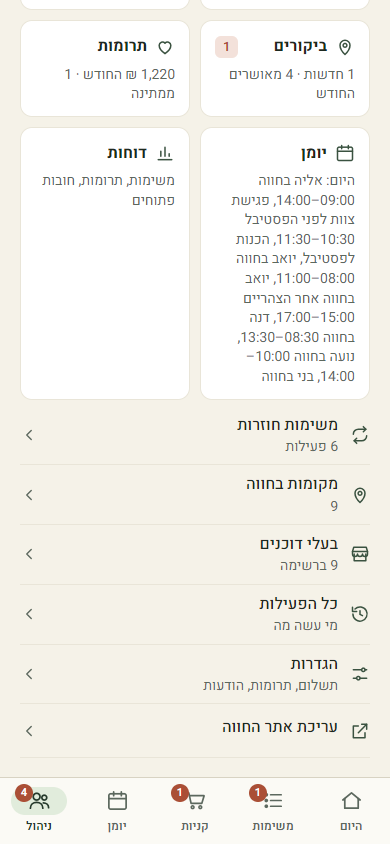 ביקורים
1
1 חדשות · 4 מאושרים
החודש
תרומות
1,220 ₪ החודש · 1
ממתינה
יומן
היום: אליה בחווה
09:00–14:00, פגישת
צוות לפני הפסטיבל
10:30–11:30, הכנות
לפסטיבל, יואב בחווה
08:00–11:00, יואב
בחווה אחר הצהריים
15:00–17:00, דנה
בחווה 08:30–13:30,
נועה בחווה 10:00–
14:00, בני בחווה
דוחות
משימות, תרומות, חובות
פתוחים
משימות חוזרות
6 פעילות
מקומות בחווה
9
בעלי דוכנים
9 ברשימה
כל הפעילות
מי עשה מה
הגדרות
תשלום, תרומות, הודעות
עריכת אתר החווה
היום
1
משימות
1
קניות
יומן
4
ניהול